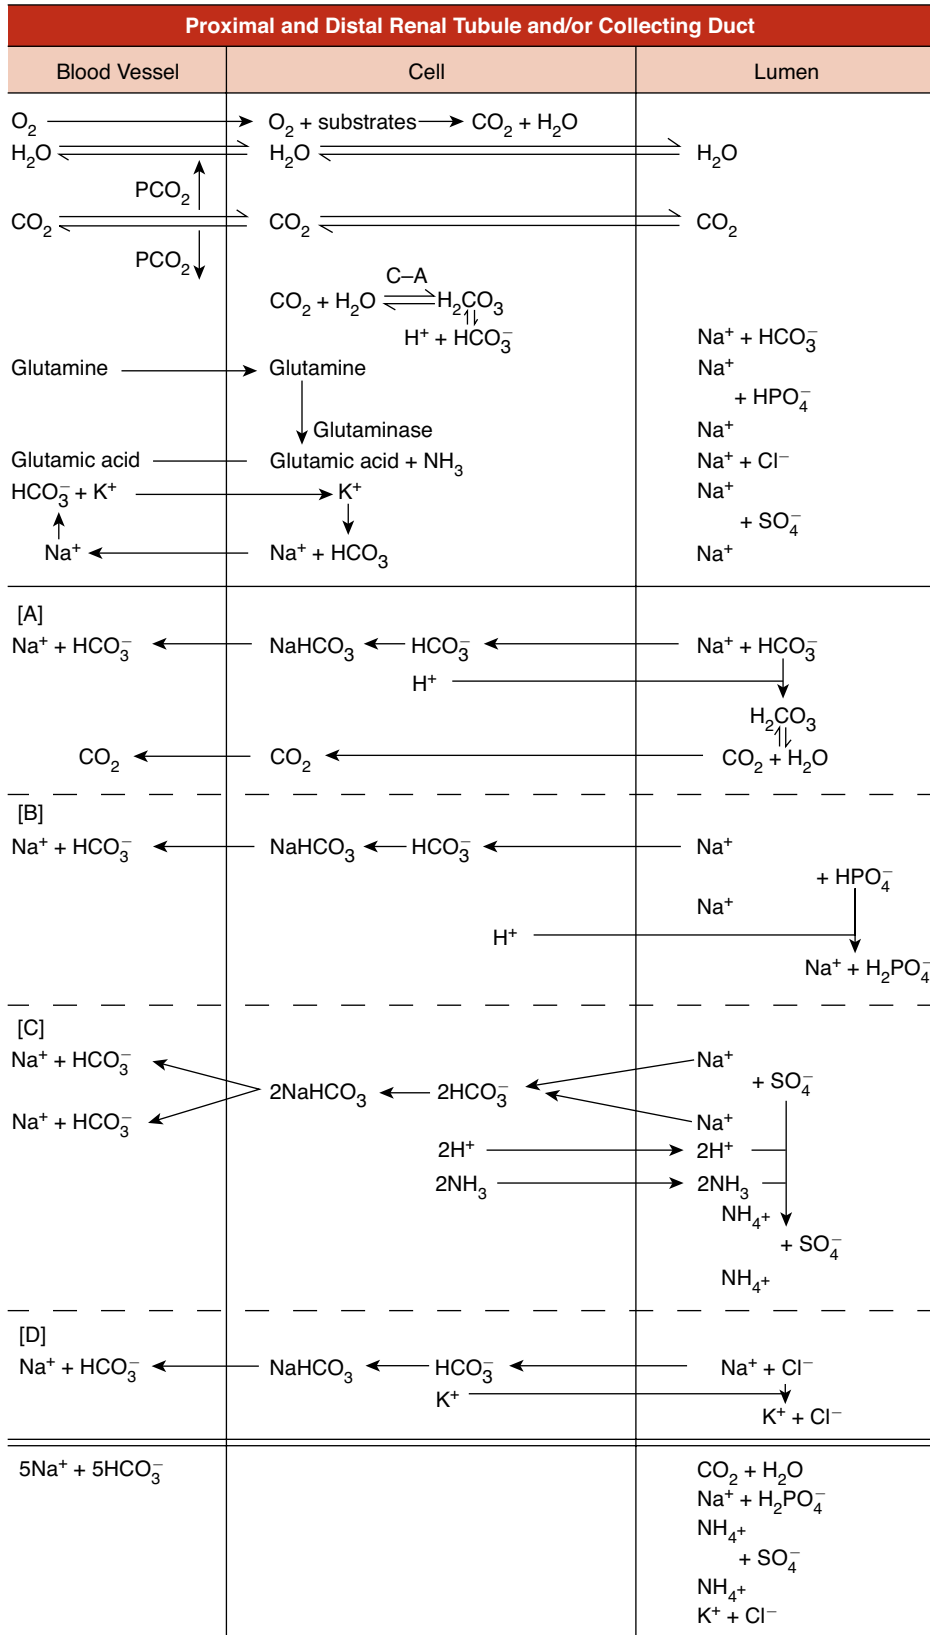 Proximal and Distal Renal Tubule and/or Collecting Duct
Blood Vessel Cell Lumen
O₂ O₂ + substrates CO₂ + H₂O
H₂O H₂O H₂O
PCO₂
CO₂ CO₂ CO₂
PCO₂
C–A
CO₂ + H₂O H₂CO₃
H⁺ + HCO₃⁻ Na⁺ + HCO₃⁻
Glutamine Glutamine Na⁺
+ HPO₄⁻
Glutaminase Na⁺
Glutamic acid Glutamic acid + NH₃ Na⁺ + Cl⁻
HCO₃⁻ + K⁺ K⁺ Na⁺
+ SO₄⁻
Na⁺ Na⁺ + HCO₃ Na⁺
[A]
Na⁺ + HCO₃⁻ NaHCO₃ HCO₃⁻ Na⁺ + HCO₃⁻
H⁺
H₂CO₃
CO₂ CO₂ CO₂ + H₂O
[B]
Na⁺ + HCO₃⁻ NaHCO₃ HCO₃⁻ Na⁺
+ HPO₄⁻
Na⁺
H⁺
Na⁺ + H₂PO₄⁻
[C]
Na⁺ + HCO₃⁻ Na⁺
2NaHCO₃ 2HCO₃⁻ + SO₄⁻
Na⁺ + HCO₃⁻ Na⁺
2H⁺ 2H⁺
2NH₃ 2NH₃
NH₄+
+ SO₄⁻
NH₄+
[D]
Na⁺ + HCO₃⁻ NaHCO₃ HCO₃⁻ Na⁺ + Cl⁻
K⁺
K⁺ + Cl⁻
5Na⁺ + 5HCO₃⁻ CO₂ + H₂O
Na⁺ + H₂PO₄⁻
NH₄+
+ SO₄⁻
NH₄+
K⁺ + Cl⁻